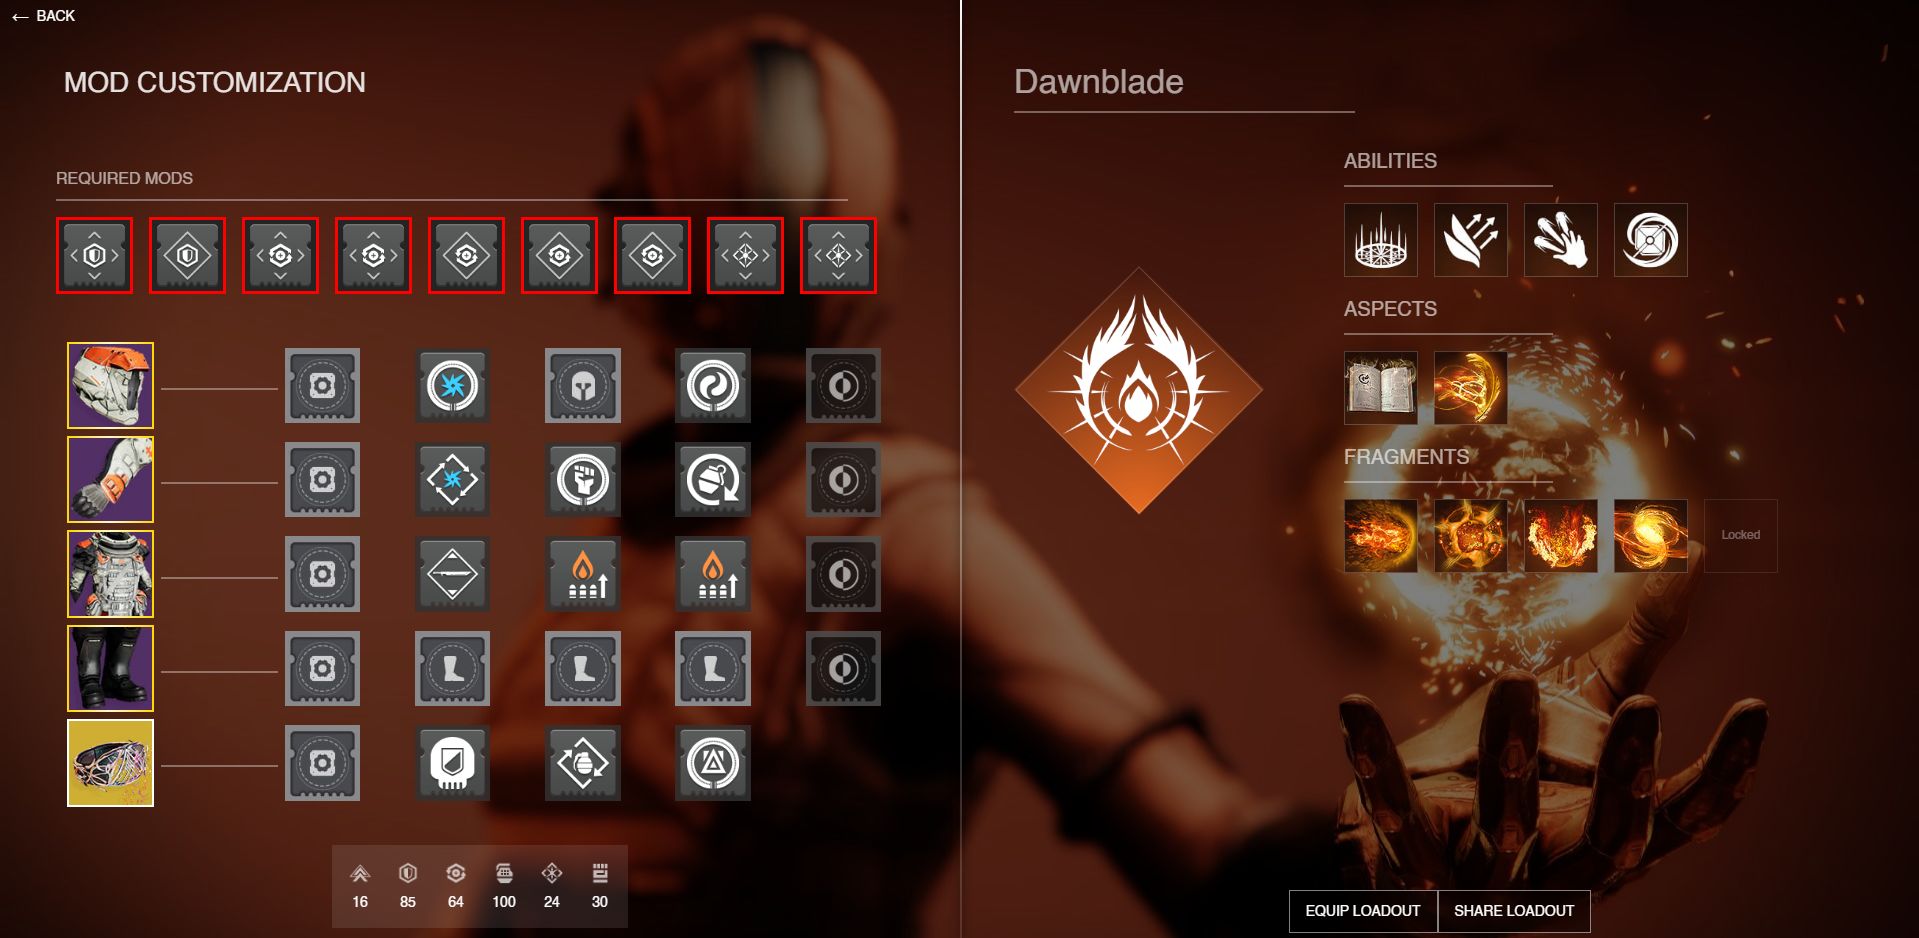 ← BACK
MOD CUSTOMIZATION
REQUIRED MODS
16 85 64 100 24 30
Dawnblade
ABILITIES
ASPECTS
FRAGMENTS
Locked
EQUIP LOADOUT
SHARE LOADOUT